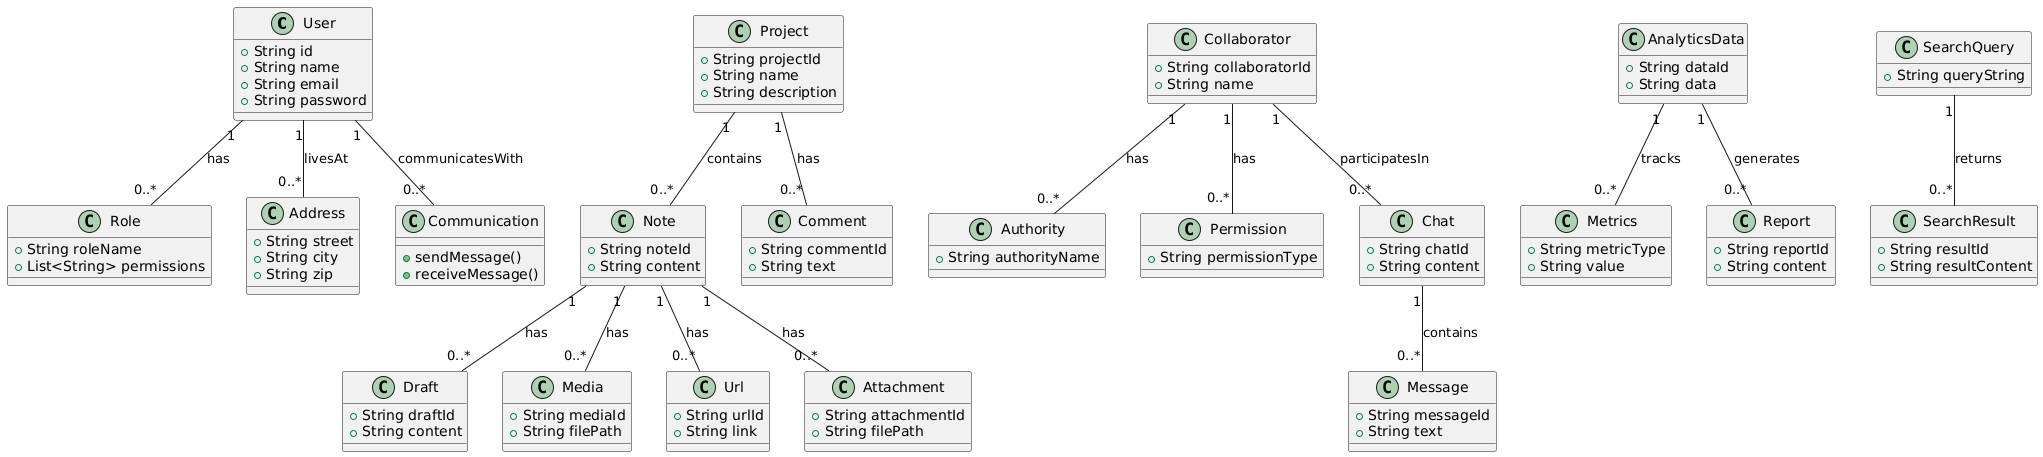 C User
String id
String name
String email
String password
C Project
String projectId
String name
String description
C Collaborator
String collaboratorId
String name
C AnalyticsData
String dataId
String data
C SearchQuery
String queryString
1
has
0..*
1
livesAt
0..*
1
communicatesWith
0..*
1
contains
0..*
1
has
0..*
1
has
0..*
1
has
0..*
1
participatesIn
0..*
1
tracks
0..*
1
generates
0..*
1
returns
0..*
C Role
String roleName
List<String> permissions
C Address
String street
String city
String zip
C Communication
sendMessage()
receiveMessage()
C Note
String noteId
String content
C Comment
String commentId
String text
C Authority
String authorityName
C Permission
String permissionType
C Chat
String chatId
String content
C Metrics
String metricType
String value
C Report
String reportId
String content
C SearchResult
String resultId
String resultContent
1
has
0..*
1
has
0..*
1
has
0..*
1
has
0..*
1
contains
0..*
C Draft
String draftId
String content
C Media
String mediaId
String filePath
C Url
String urlId
String link
C Attachment
String attachmentId
String filePath
C Message
String messageId
String text